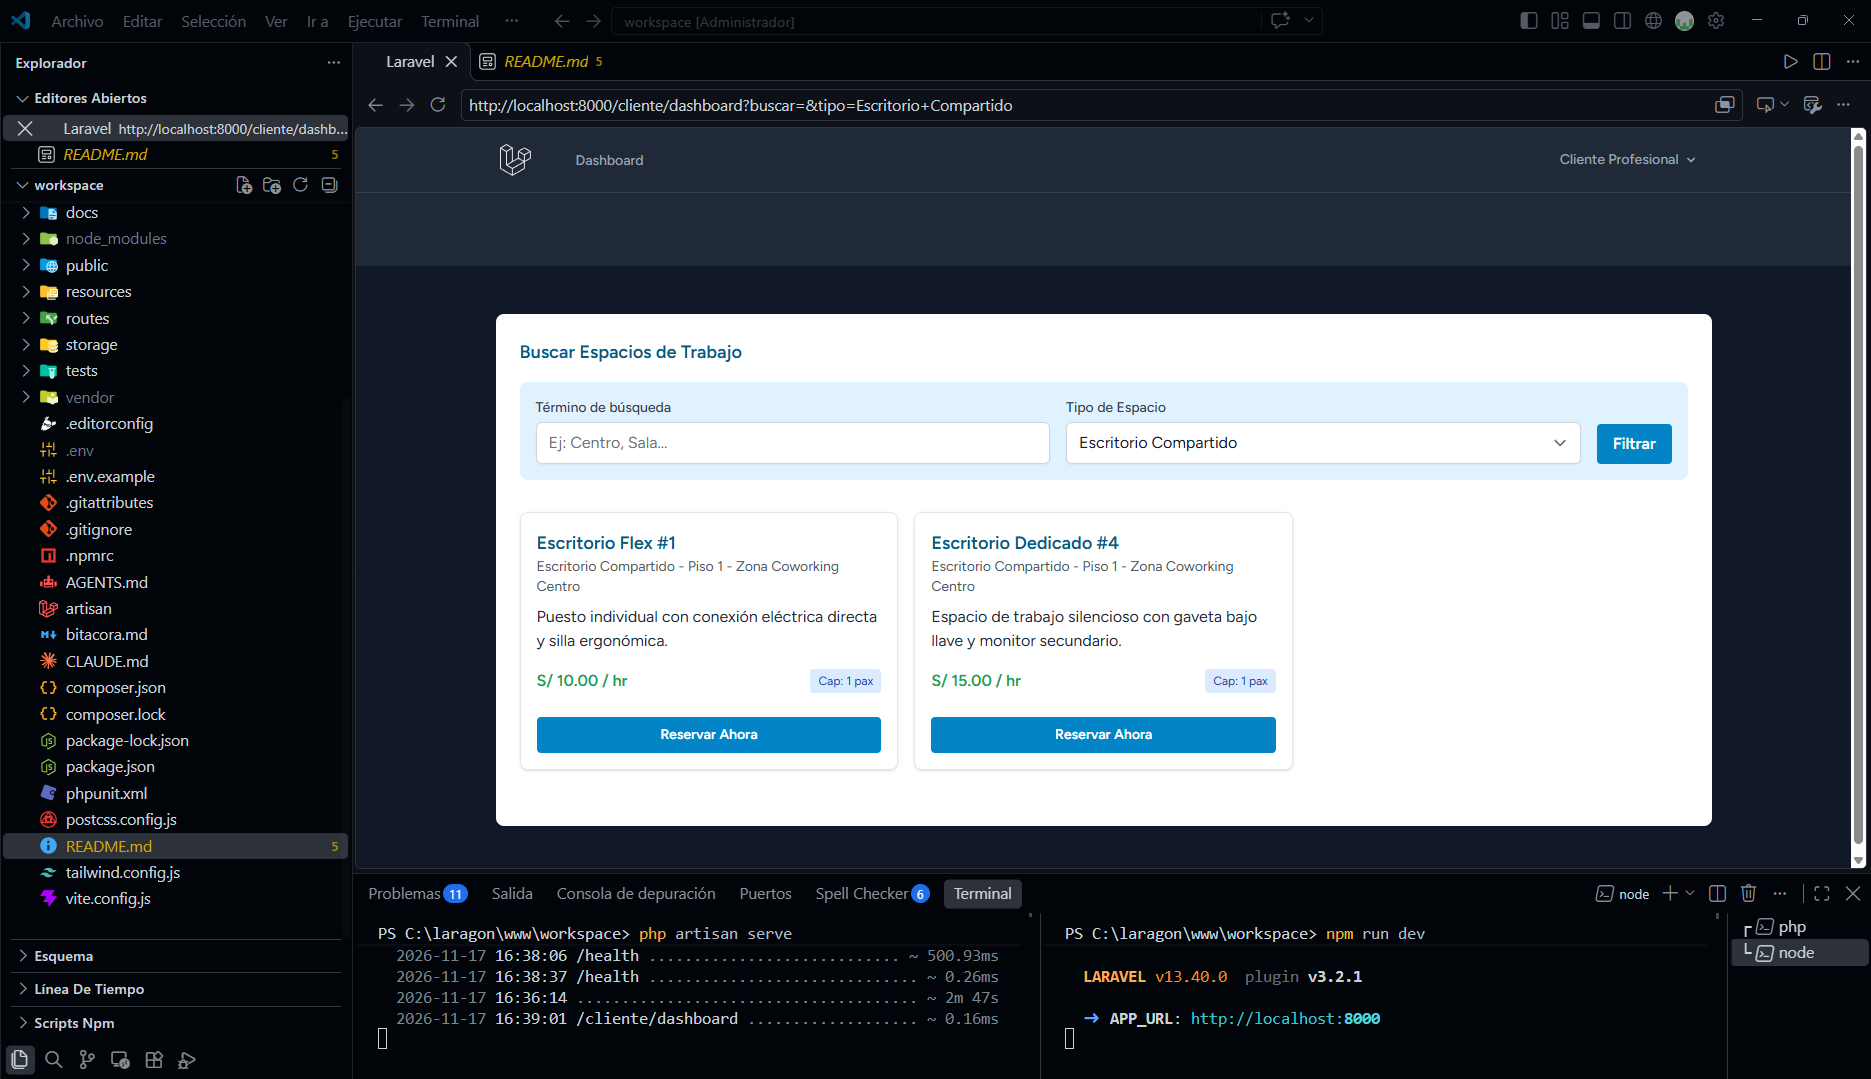 Archivo Editar Selección Ver Ir a Ejecutar Terminal ··· workspace [Administrador]
Explorador ···
Editores Abiertos
Laravel http://localhost:8000/cliente/dashb...
README.md 5
workspace
docs
node_modules
public
resources
routes
storage
tests
vendor
.editorconfig
.env
.env.example
.gitattributes
.gitignore
.npmrc
AGENTS.md
artisan
bitacora.md
CLAUDE.md
composer.json
composer.lock
package-lock.json
package.json
phpunit.xml
postcss.config.js
README.md 5
tailwind.config.js
vite.config.js
Esquema
Línea De Tiempo
Scripts Npm
Laravel README.md 5
http://localhost:8000/cliente/dashboard?buscar=&tipo=Escritorio+Compartido
Dashboard Cliente Profesional
Buscar Espacios de Trabajo
Término de búsqueda Tipo de Espacio
Ej: Centro, Sala... Escritorio Compartido Filtrar
Escritorio Flex #1
Escritorio Compartido - Piso 1 - Zona Coworking
Centro
Puesto individual con conexión eléctrica directa
y silla ergonómica.
S/ 10.00 / hr Cap: 1 pax
Reservar Ahora
Escritorio Dedicado #4
Escritorio Compartido - Piso 1 - Zona Coworking
Centro
Espacio de trabajo silencioso con gaveta bajo
llave y monitor secundario.
S/ 15.00 / hr Cap: 1 pax
Reservar Ahora
Problemas 11 Salida Consola de depuración Puertos Spell Checker 6 Terminal node
PS C:\laragon\www\workspace> php artisan serve
2026-11-17 16:38:06 /health .............................. ~ 500.93ms
2026-11-17 16:38:37 /health ................................ ~ 0.26ms
2026-11-17 16:36:14 ......................................... ~ 2m 47s
2026-11-17 16:39:01 /cliente/dashboard .................... ~ 0.16ms
PS C:\laragon\www\workspace> npm run dev
LARAVEL v13.40.0 plugin v3.2.1
➜ APP_URL: http://localhost:8000
php
node